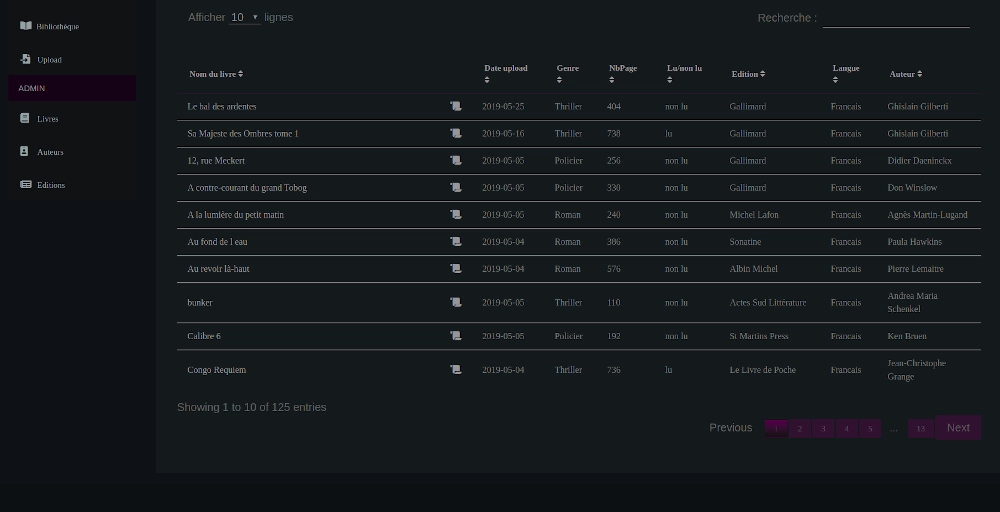 Bibliothèque
Upload
ADMIN
Livres
Auteurs
Editions
Afficher 10 lignes
Recherche :
Nom du livre Date upload Genre NbPage Lu/non lu Edition Langue Auteur
Le bal des ardentes 2019-05-25 Thriller 404 non lu Gallimard Francais Ghislain Gilberti
Sa Majeste des Ombres tome 1 2019-05-16 Thriller 738 lu Gallimard Francais Ghislain Gilberti
12, rue Meckert 2019-05-05 Policier 256 non lu Gallimard Francais Didier Daeninckx
A contre-courant du grand Tobog 2019-05-05 Policier 330 non lu Gallimard Francais Don Winslow
A la lumière du petit matin 2019-05-05 Roman 240 non lu Michel Lafon Francais Agnès Martin-Lugand
Au fond de l eau 2019-05-04 Roman 386 non lu Sonatine Francais Paula Hawkins
Au revoir là-haut 2019-05-04 Roman 576 non lu Albin Michel Francais Pierre Lemaitre
bunker 2019-05-05 Thriller 110 non lu Actes Sud Littérature Francais Andrea Maria
Schenkel
Calibre 6 2019-05-05 Policier 192 non lu St Martins Press Francais Ken Bruen
Congo Requiem 2019-05-04 Thriller 736 lu Le Livre de Poche Francais Jean-Christophe
Grange
Showing 1 to 10 of 125 entries
Previous 1 2 3 4 5 ... 13 Next